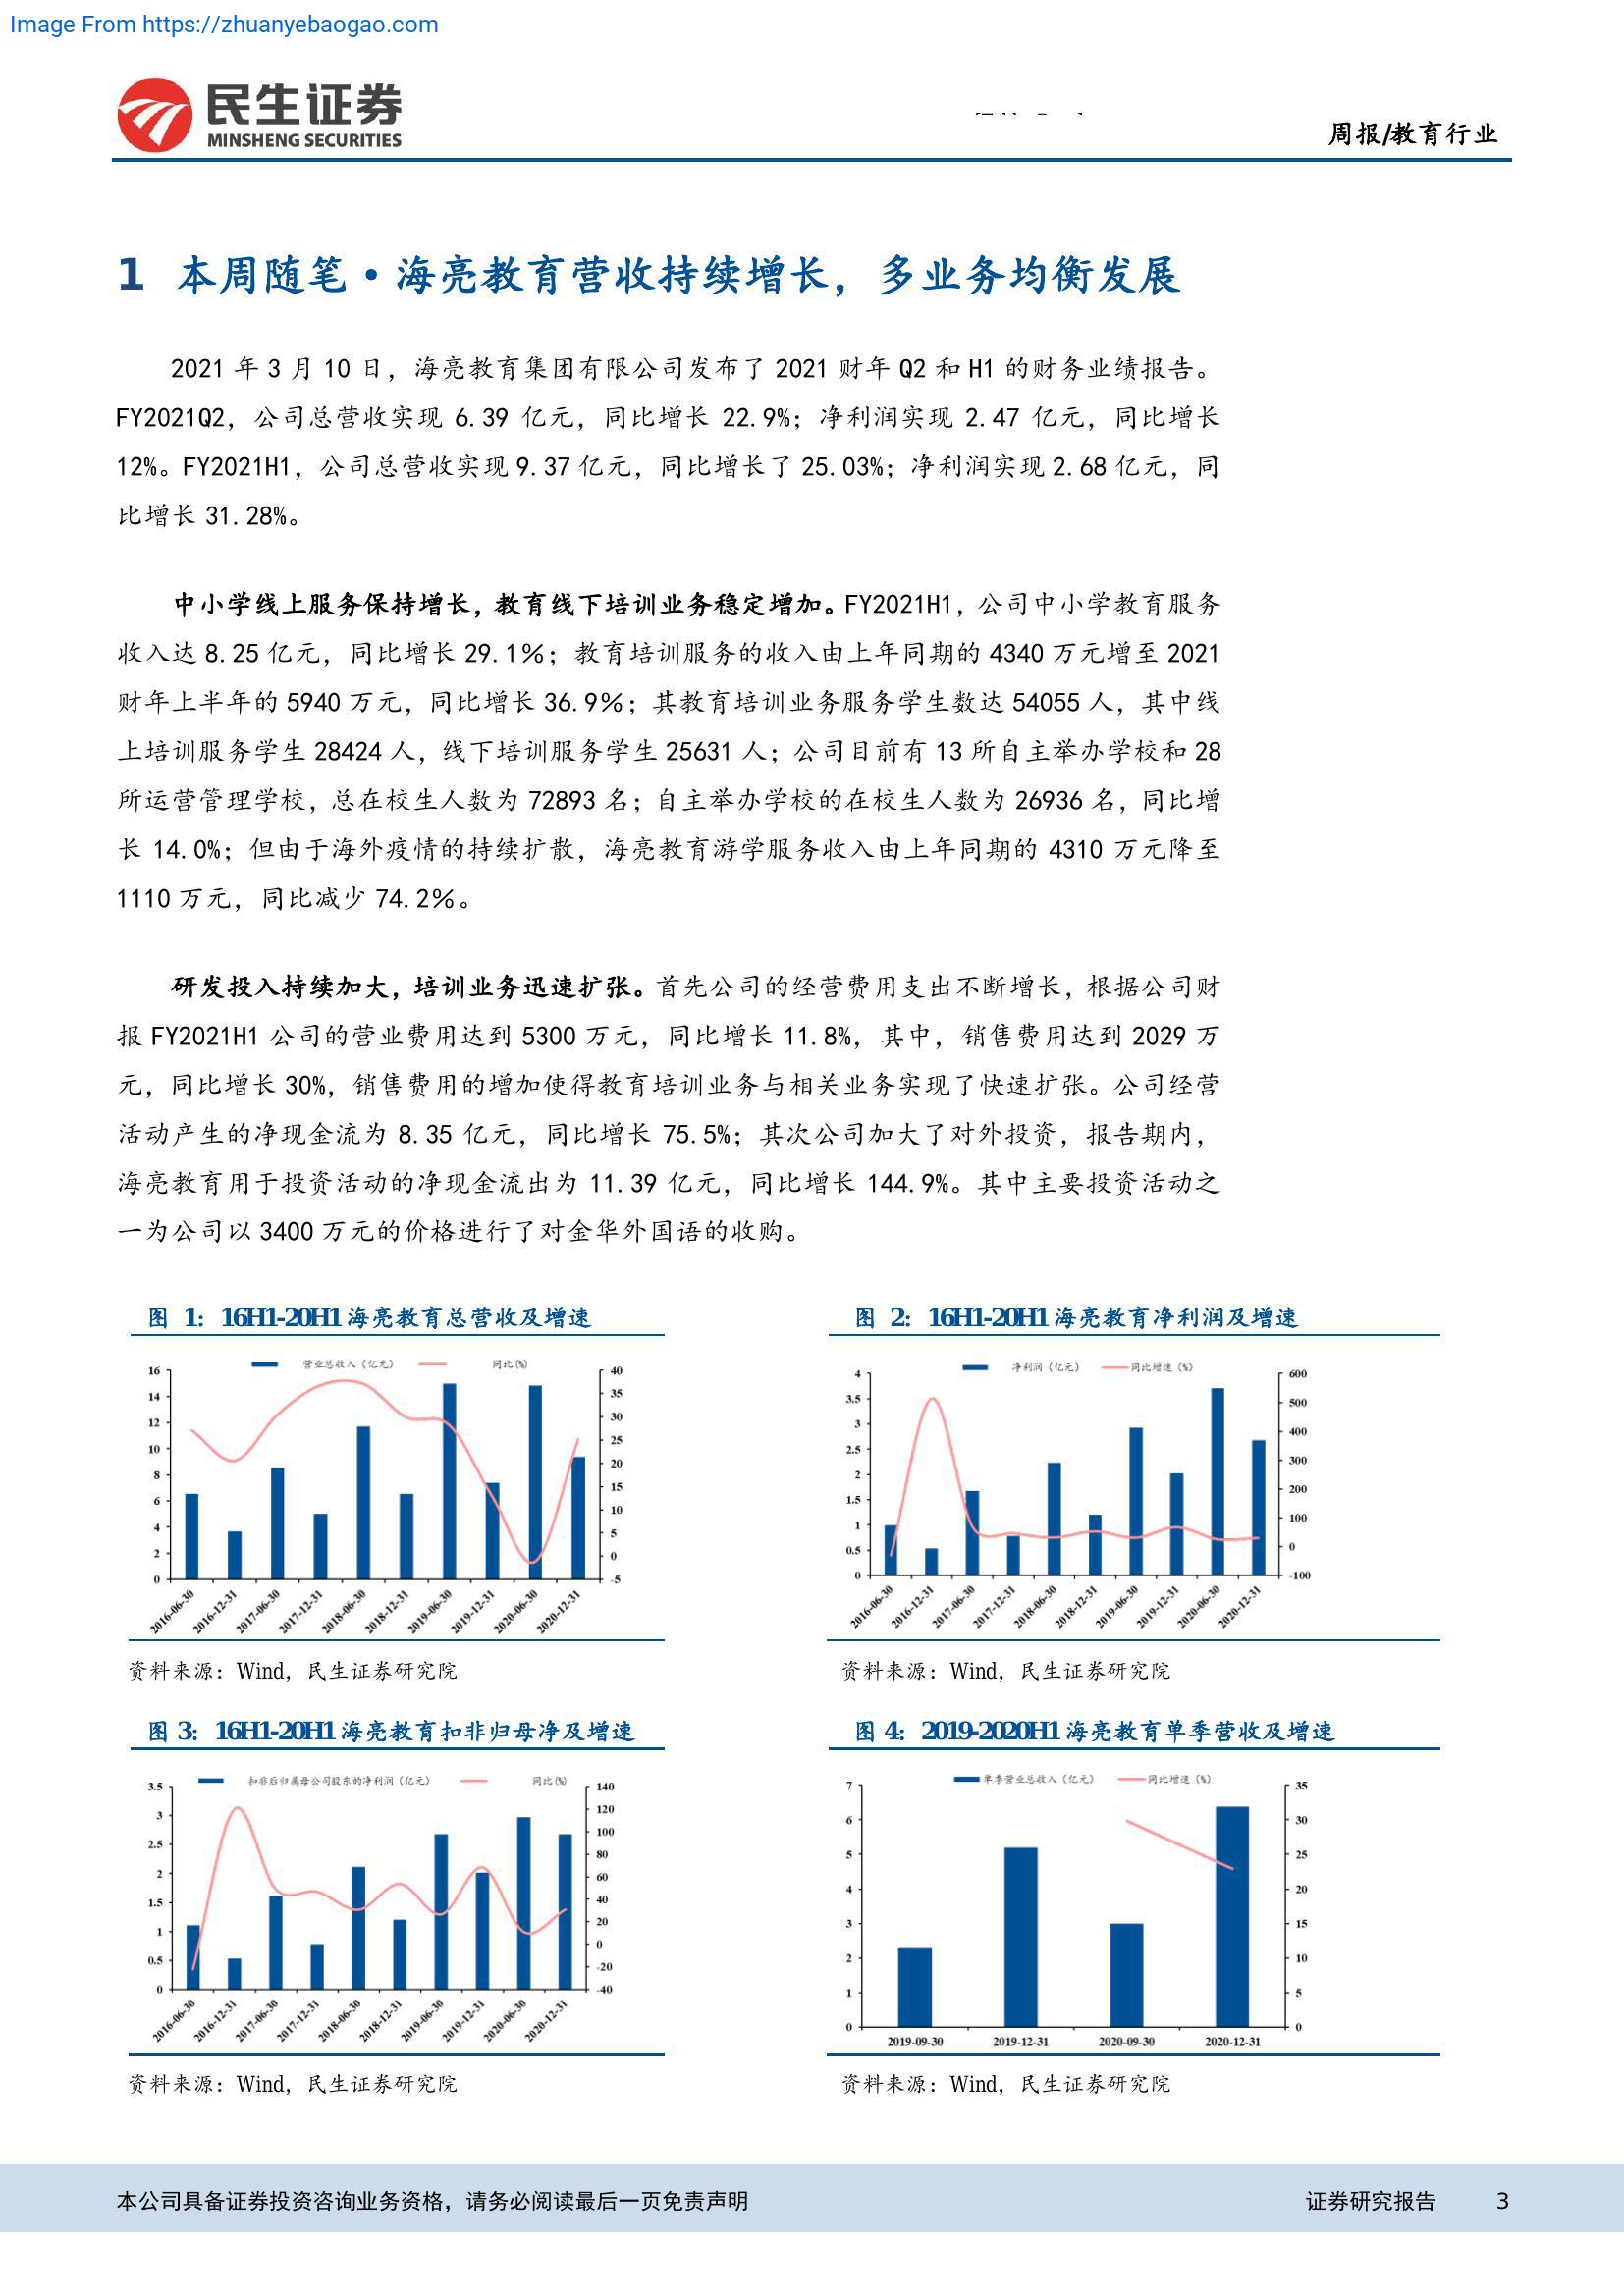 Image From https://zhuanyebaogao.com
民生证券
MINSHENG SECURITIES
周报/教育行业
1 本周随笔·海亮教育营收持续增长，多业务均衡发展
2021 年 3 月 10 日，海亮教育集团有限公司发布了 2021 财年 Q2 和 H1 的财务业绩报告。
FY2021Q2，公司总营收实现 6.39 亿元，同比增长 22.9%；净利润实现 2.47 亿元，同比增长
12%。FY2021H1，公司总营收实现 9.37 亿元，同比增长了 25.03%；净利润实现 2.68 亿元，同
比增长 31.28%。
中小学线上服务保持增长，教育线下培训业务稳定增加。FY2021H1，公司中小学教育服务
收入达 8.25 亿元，同比增长 29.1%；教育培训服务的收入由上年同期的 4340 万元增至 2021
财年上半年的 5940 万元，同比增长 36.9%；其教育培训业务服务学生数达 54055 人，其中线
上培训服务学生 28424 人，线下培训服务学生 25631 人；公司目前有 13 所自主举办学校和 28
所运营管理学校，总在校生人数为 72893 名；自主举办学校的在校生人数为 26936 名，同比增
长 14.0%；但由于海外疫情的持续扩散，海亮教育游学服务收入由上年同期的 4310 万元降至
1110 万元，同比减少 74.2%。
研发投入持续加大，培训业务迅速扩张。首先公司的经营费用支出不断增长，根据公司财
报 FY2021H1 公司的营业费用达到 5300 万元，同比增长 11.8%，其中，销售费用达到 2029 万
元，同比增长 30%，销售费用的增加使得教育培训业务与相关业务实现了快速扩张。公司经营
活动产生的净现金流为 8.35 亿元，同比增长 75.5%；其次公司加大了对外投资，报告期内，
海亮教育用于投资活动的净现金流出为 11.39 亿元，同比增长 144.9%。其中主要投资活动之
一为公司以 3400 万元的价格进行了对金华外国语的收购。
图 1：16H1-20H1 海亮教育总营收及增速
营业总收入（亿元） 同比(%)
16 14 12 10 8 6 4 2 0
40 35 30 25 20 15 10 5 0 -5
2016-06-30 2016-12-31 2017-06-30 2017-12-31 2018-06-30 2018-12-31 2019-06-30 2019-12-31 2020-06-30 2020-12-31
资料来源：Wind，民生证券研究院
图 2：16H1-20H1 海亮教育净利润及增速
净利润（亿元） 同比增速（%）
4 3.5 3 2.5 2 1.5 1 0.5 0
600 500 400 300 200 100 0 -100
2016-06-30 2016-12-31 2017-06-30 2017-12-31 2018-06-30 2018-12-31 2019-06-30 2019-12-31 2020-06-30 2020-12-31
资料来源：Wind，民生证券研究院
图 3：16H1-20H1 海亮教育扣非归母净及增速
扣非后归属母公司股东的净利润（亿元） 同比(%)
3.5 3 2.5 2 1.5 1 0.5 0
140 120 100 80 60 40 20 0 -20 -40
2016-06-30 2016-12-31 2017-06-30 2017-12-31 2018-06-30 2018-12-31 2019-06-30 2019-12-31 2020-06-30 2020-12-31
资料来源：Wind，民生证券研究院
图 4：2019-2020H1 海亮教育单季营收及增速
单季营业总收入（亿元） 同比增速（%）
7 6 5 4 3 2 1 0
35 30 25 20 15 10 5 0
2019-09-30 2019-12-31 2020-09-30 2020-12-31
资料来源：Wind，民生证券研究院
本公司具备证券投资咨询业务资格，请务必阅读最后一页免责声明
证券研究报告 3